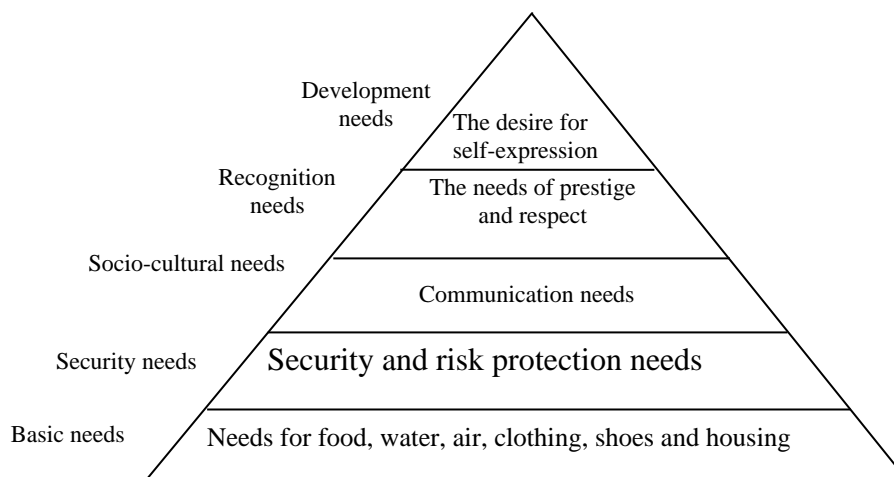 Development
needs
The desire for
self-expression
Recognition
needs
The needs of prestige
and respect
Socio-cultural needs
Communication needs
Security needs
Security and risk protection needs
Basic needs
Needs for food, water, air, clothing, shoes and housing